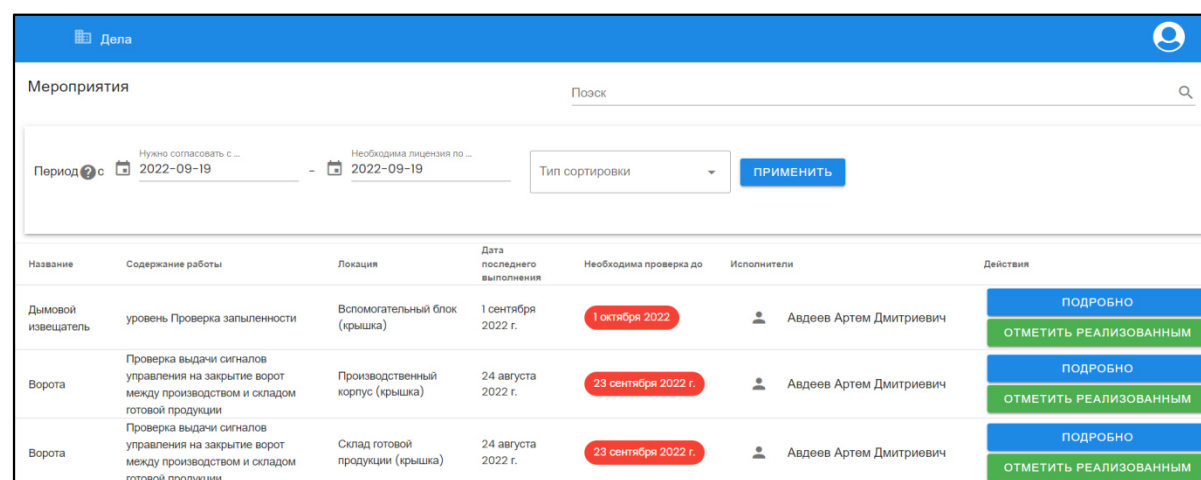 Дела
Мероприятия
Поэск
Период ? с
Нужно согласовать с ...
2022-09-19
-
Необходима лицензия по ...
2022-09-19
Тип сортировки
ПРИМЕНИТЬ
Название
Содержание работы
Локация
Дата
последнего
выполнения
Необходима проверка до
Исполнители
Действия
Дымовой
извещатель
уровень Проверка запыленности
Вспомогательный блок
(крышка)
1 сентября
2022 г.
1 октября 2022
Авдеев Артем Дмитриевич
ПОДРОБНО
ОТМЕТИТЬ РЕАЛИЗОВАННЫМ
Ворота
Проверка выдачи сигналов
управления на закрытие ворот
между производством и складом
готовой продукции
Производственный
корпус (крышка)
24 августа
2022 г.
23 сентября 2022 г.
Авдеев Артем Дмитриевич
ПОДРОБНО
ОТМЕТИТЬ РЕАЛИЗОВАННЫМ
Ворота
Проверка выдачи сигналов
управления на закрытие ворот
между производством и складом
готовой продукции
Склад готовой
продукции (крышка)
24 августа
2022 г.
23 сентября 2022 г.
Авдеев Артем Дмитриевич
ПОДРОБНО
ОТМЕТИТЬ РЕАЛИЗОВАННЫМ